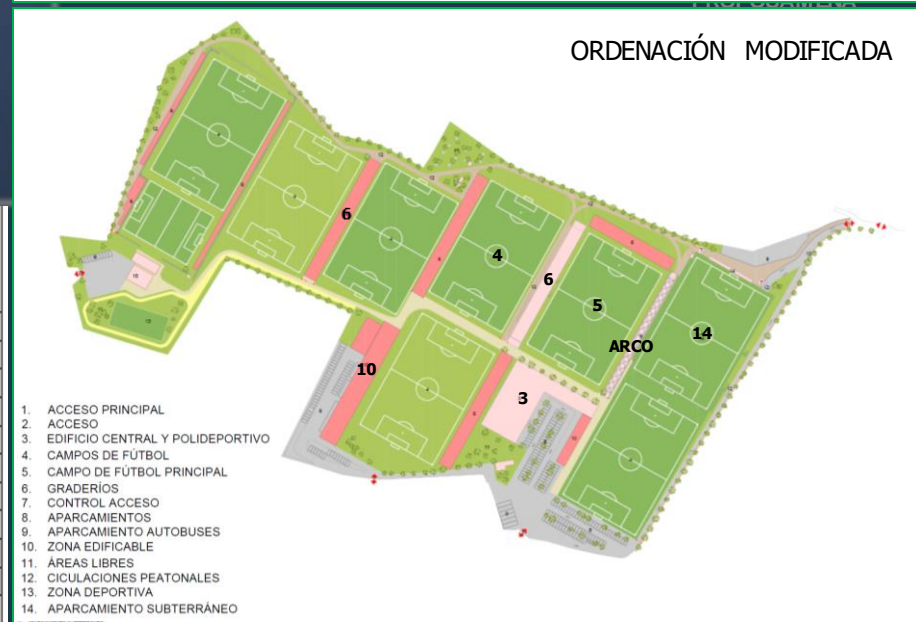 ORDENACIÓN MODIFICADA
6
4
6
5
ARCO
14
10
3
1. ACCESO PRINCIPAL
2. ACCESO
3. EDIFICIO CENTRAL Y POLIDEPORTIVO
4. CAMPOS DE FÚTBOL
5. CAMPO DE FÚTBOL PRINCIPAL
6. GRADERÍOS
7. CONTROL ACCESO
8. APARCAMIENTOS
9. APARCAMIENTO AUTOBUSES
10. ZONA EDIFICABLE
11. ÁREAS LIBRES
12. CICULACIONES PEATONALES
13. ZONA DEPORTIVA
14. APARCAMIENTO SUBTERRÁNEO